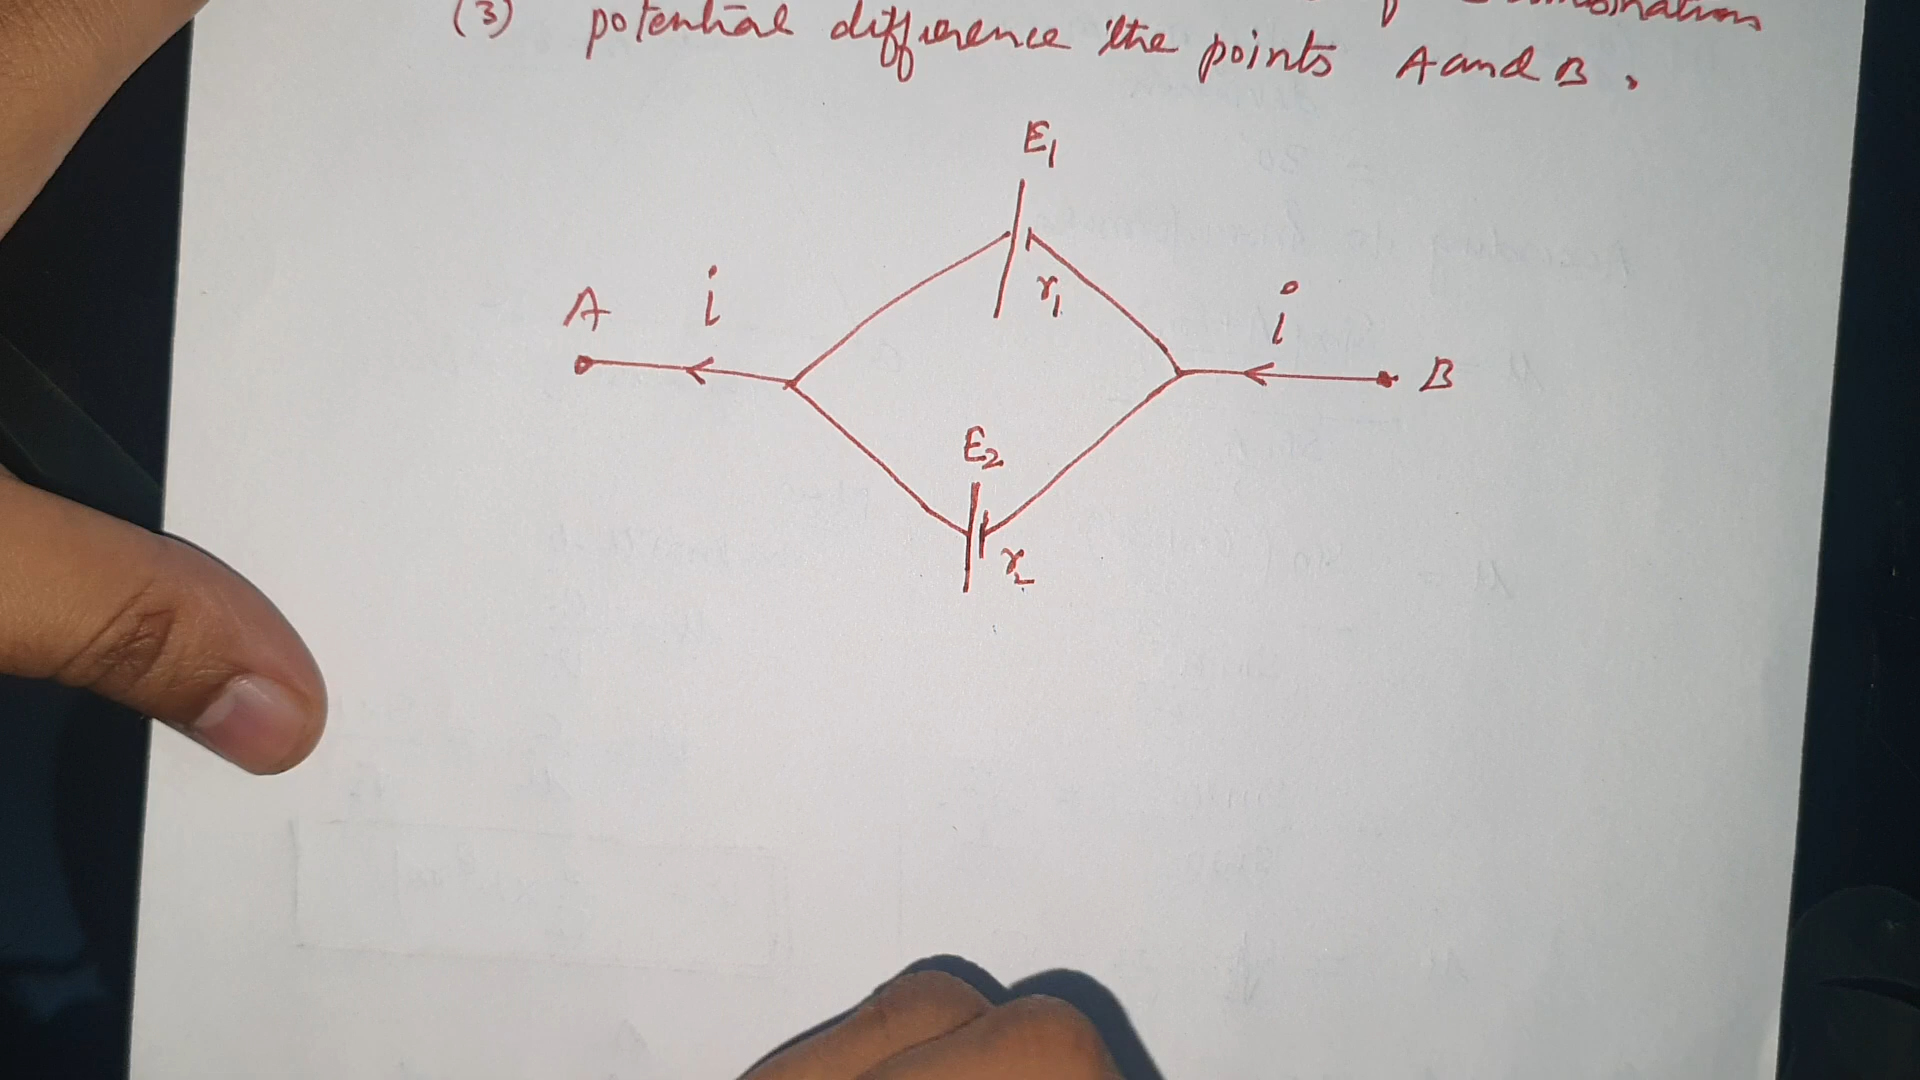 (3) potential difference the points A and B,
E1
r1
A i
i B
E2
r2